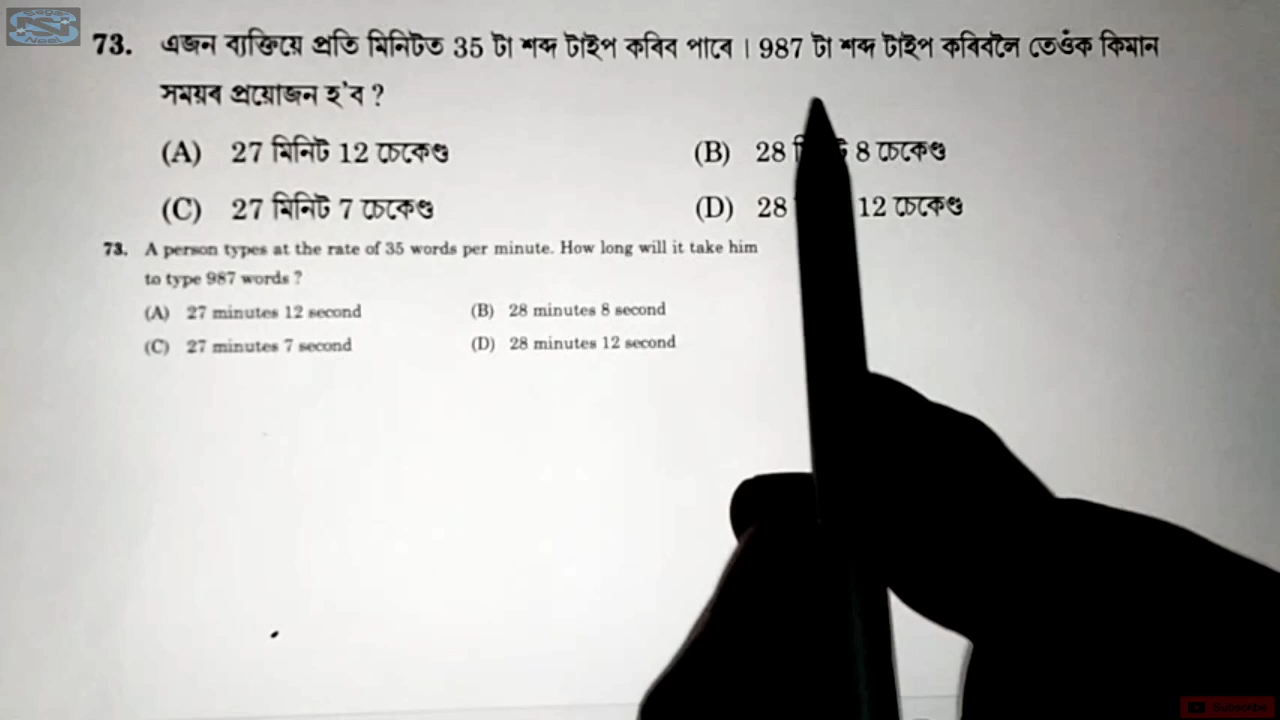 73. এজন ব্যক্তিয়ে প্ৰতি মিনিটত 35 টা শব্দ টাইপ কৰিব পাৰে । 987 টা শব্দ টাইপ কৰিবলৈ তেওঁক কিমান
সময়ৰ প্ৰয়োজন হ'ব ?
(A) 27 মিনিট 12 চেকেণ্ড (B) 28 8 চেকেণ্ড
(C) 27 মিনিট 7 চেকেণ্ড (D) 28 12 চেকেণ্ড
73. A person types at the rate of 35 words per minute. How long will it take him
to type 987 words ?
(A) 27 minutes 12 second (B) 28 minutes 8 second
(C) 27 minutes 7 second (D) 28 minutes 12 second
Subscribe